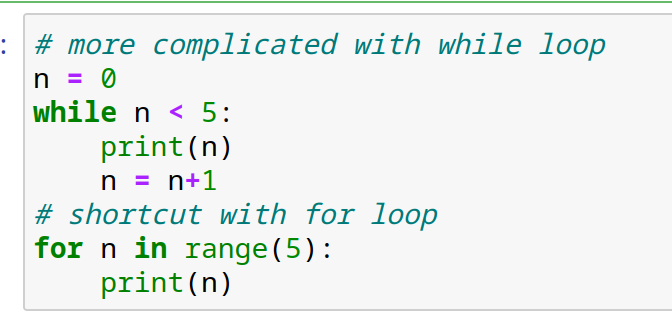 :
# more complicated with while loop
n = 0
while n < 5:
    print(n)
    n = n+1
# shortcut with for loop
for n in range(5):
    print(n)